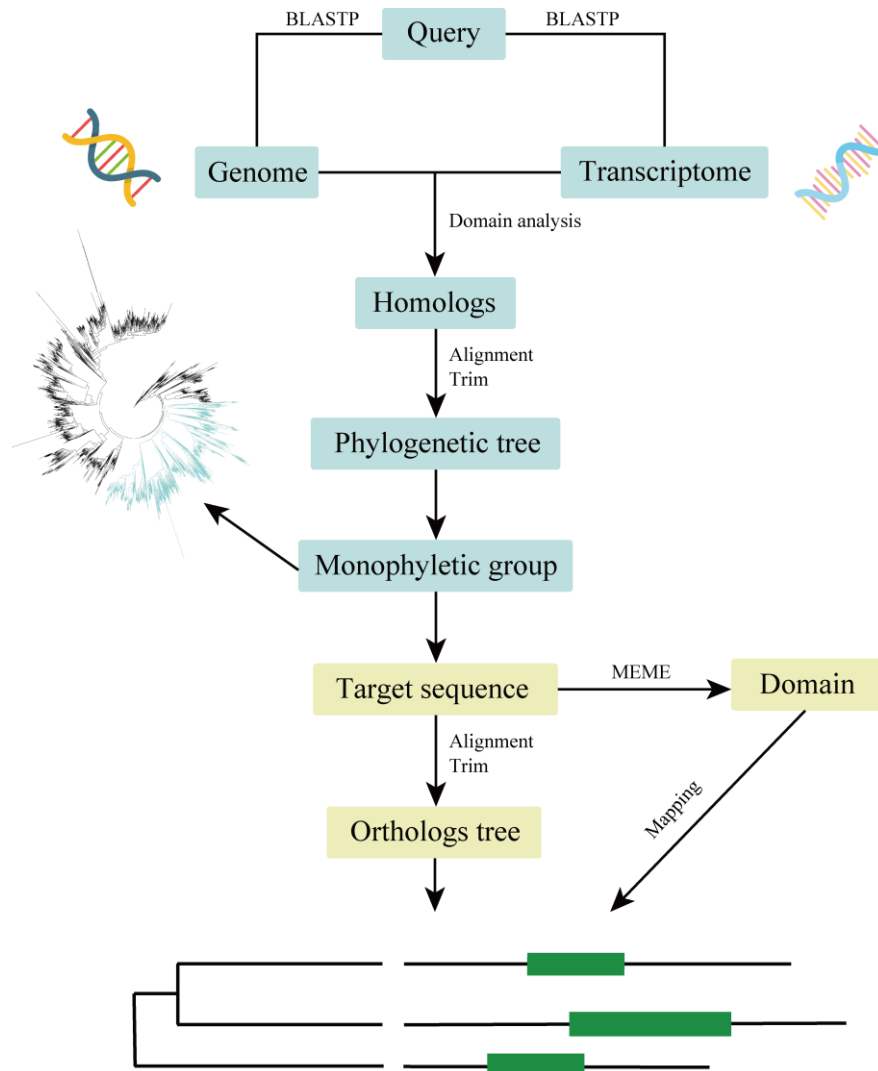 BLASTP
Query
BLASTP
Genome
Transcriptome
Domain analysis
Homologs
Alignment
Trim
Phylogenetic tree
Monophyletic group
Target sequence
MEME
Domain
Alignment
Trim
Mapping
Orthologs tree